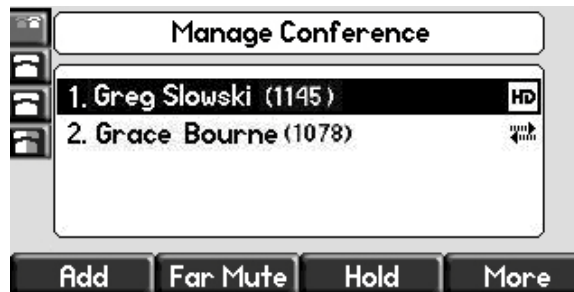 Manage Conference
1. Greg Slowski (1145) HD
2. Grace Bourne (1078)
Add Far Mute Hold More